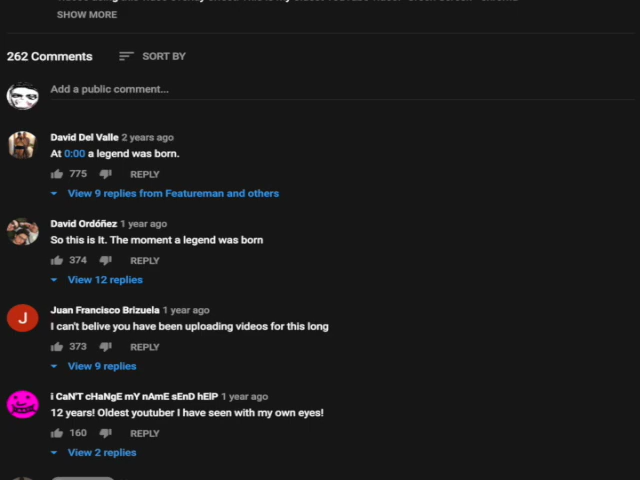 SHOW MORE
262 Comments SORT BY
Add a public comment...
David Del Valle 2 years ago
At 0:00 a legend was born.
775 REPLY
View 9 replies from Featureman and others
David Ordóñez 1 year ago
So this is It. The moment a legend was born
374 REPLY
View 12 replies
J
Juan Francisco Brizuela 1 year ago
I can't belive you have been uploading videos for this long
373 REPLY
View 9 replies
i CaN'T cHaNgE mY nAmE sEnD hElP 1 year ago
12 years! Oldest youtuber I have seen with my own eyes!
160 REPLY
View 2 replies